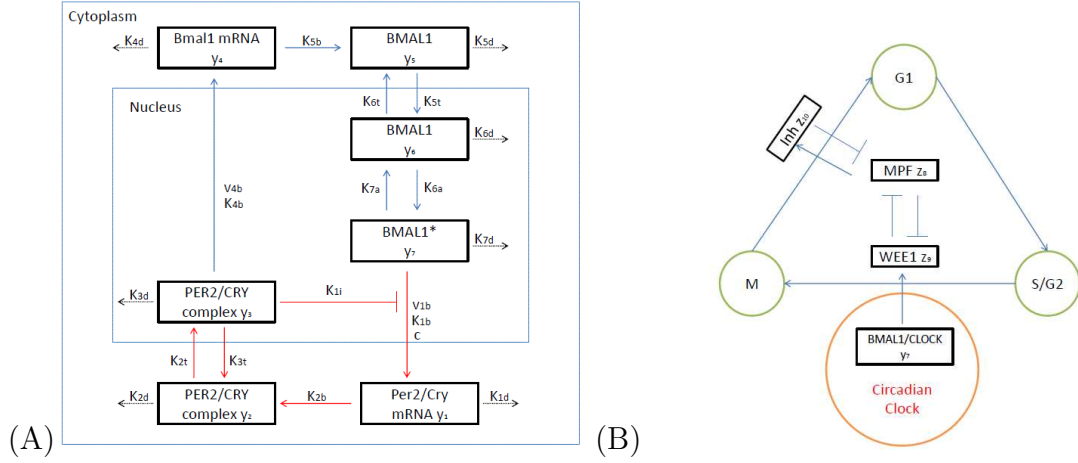 Cytoplasm
K4d
Bmal1 mRNA
y₄
K5b
BMAL1
y₅
K5d
Nucleus
K6t
K5t
BMAL1
y₆
K6d
K7a
K6a
V4b
K4b
BMAL1*
y₇
K7d
K3d
PER2/CRY
complex y₃
K1i
V1b
K1b
c
K2t
K3t
K2d
PER2/CRY
complex y₂
K2b
Per2/Cry
mRNA y₁
K1d
(A)
G1
Inh z₁₀
MPF z₈
WEE1 z₉
M
S/G2
BMAL1/CLOCK
y₇
Circadian
Clock
(B)